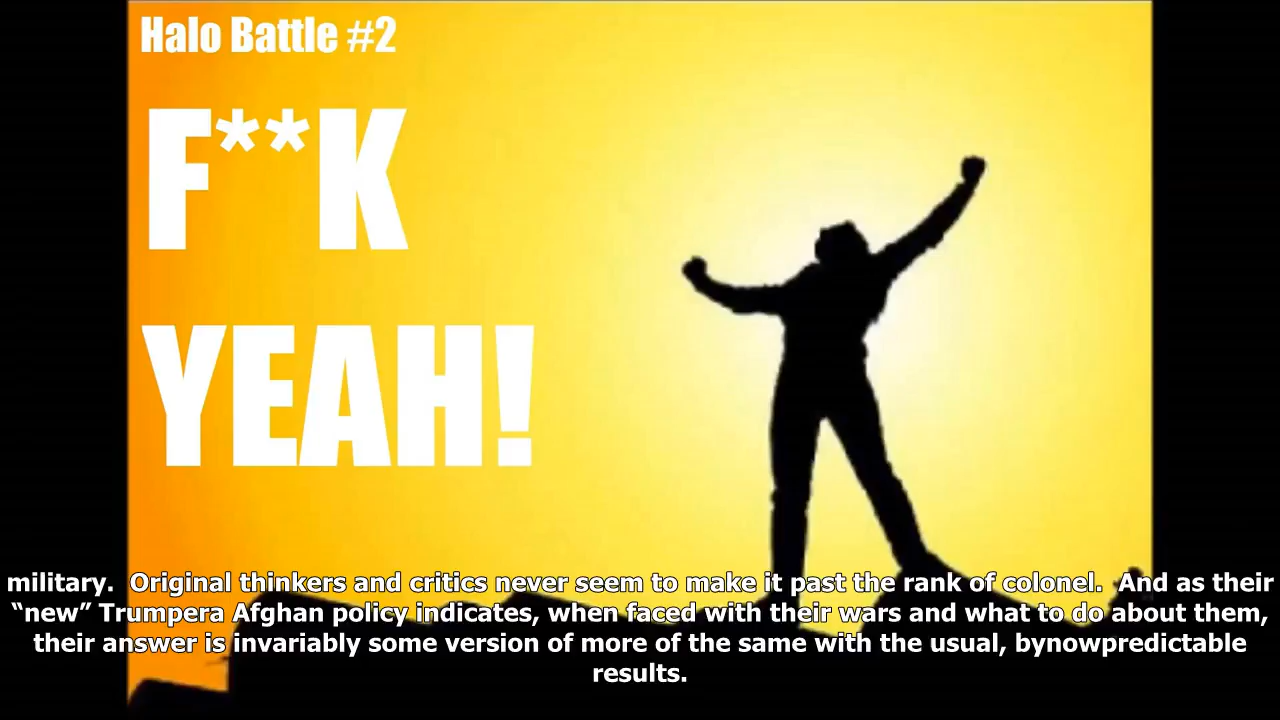 Halo Battle #2
F**K
YEAH!
military.  Original thinkers and critics never seem to make it past the rank of colonel.  And as their
“new” Trumpera Afghan policy indicates, when faced with their wars and what to do about them,
their answer is invariably some version of more of the same with the usual, bynowpredictable
results.